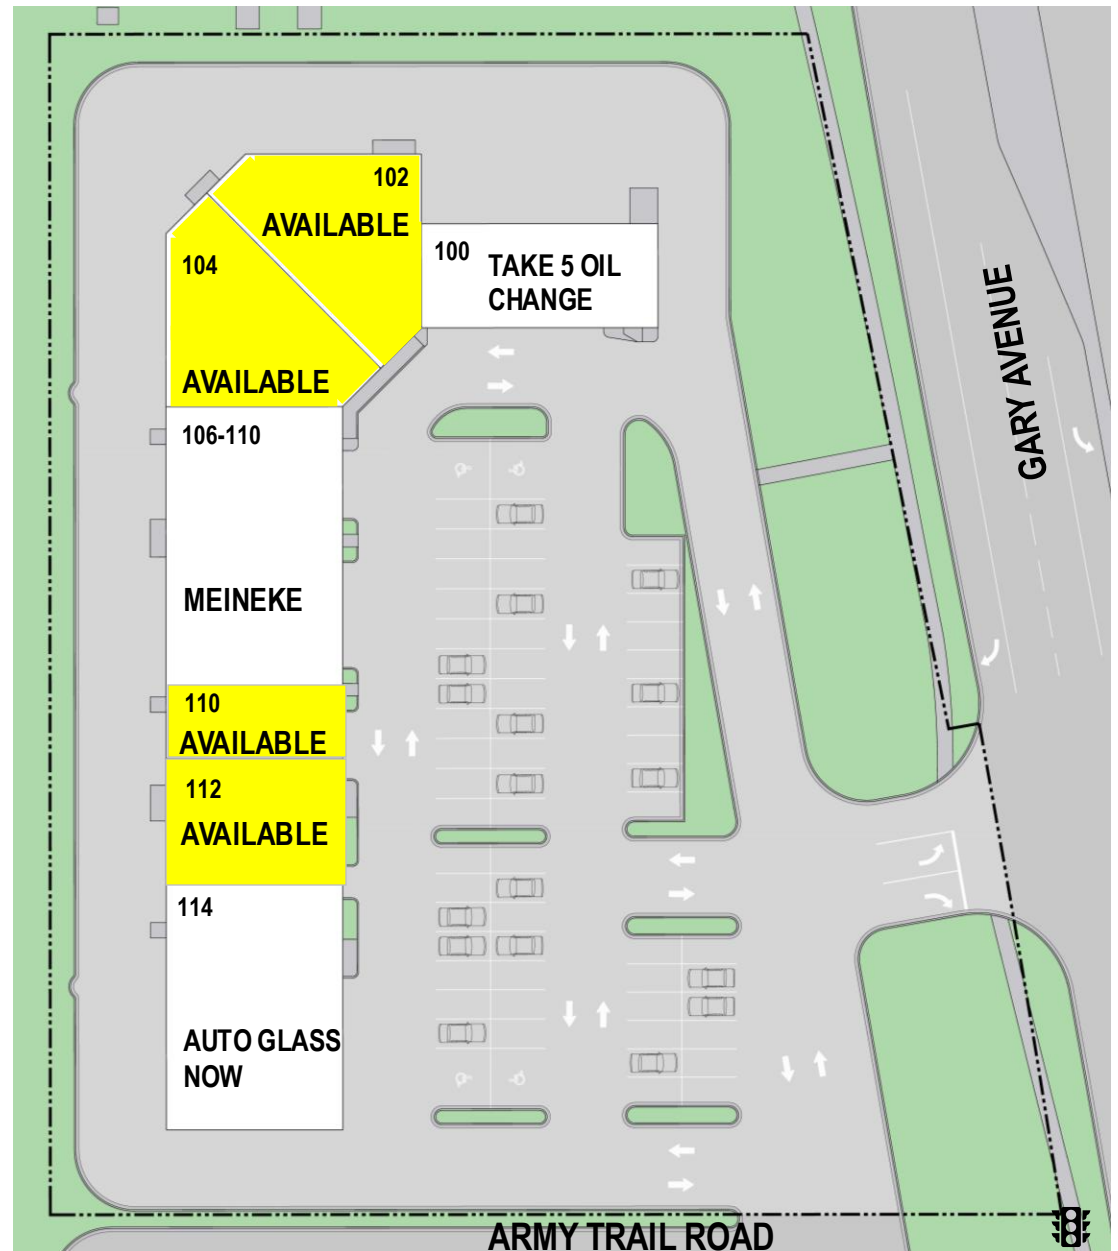 102
AVAILABLE
100
TAKE 5 OIL
CHANGE
104
AVAILABLE
106-110
MEINEKE
110
AVAILABLE
112
AVAILABLE
114
AUTO GLASS
NOW
GARY AVENUE
ARMY TRAIL ROAD